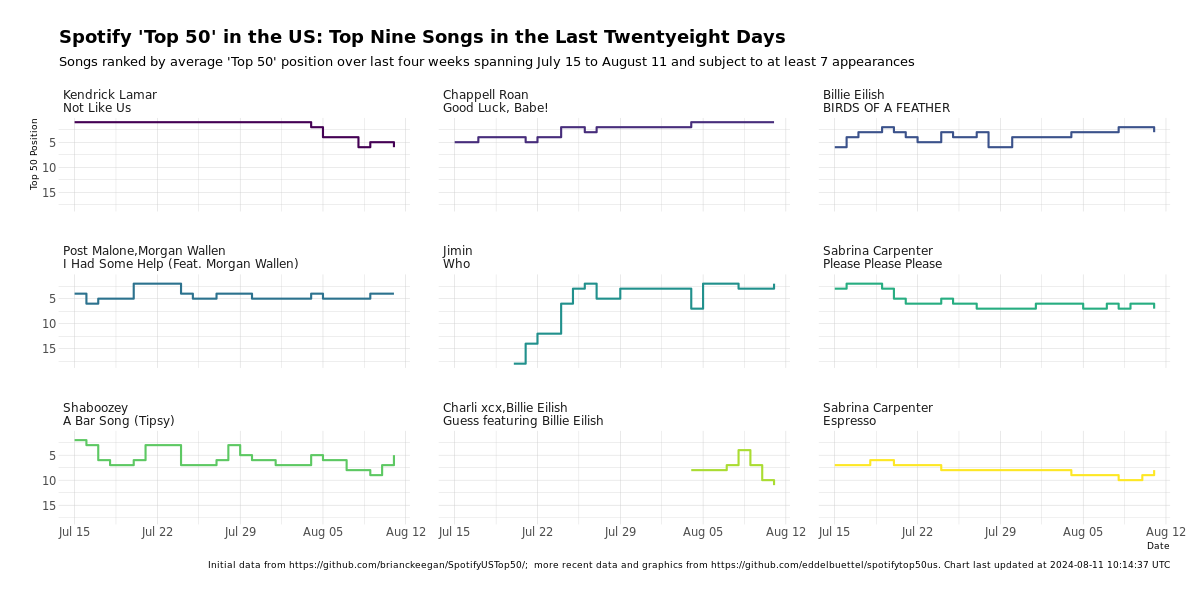 Spotify 'Top 50' in the US: Top Nine Songs in the Last Twentyeight Days
Songs ranked by average 'Top 50' position over last four weeks spanning July 15 to August 11 and subject to at least 7 appearances
Kendrick Lamar
Not Like Us
Chappell Roan
Good Luck, Babe!
Billie Eilish
BIRDS OF A FEATHER
Top 50 Position
5
10
15
Post Malone,Morgan Wallen
I Had Some Help (Feat. Morgan Wallen)
Jimin
Who
Sabrina Carpenter
Please Please Please
5
10
15
Shaboozey
A Bar Song (Tipsy)
Charli xcx,Billie Eilish
Guess featuring Billie Eilish
Sabrina Carpenter
Espresso
5
10
15
Jul 15 Jul 22 Jul 29 Aug 05 Aug 12 Jul 15 Jul 22 Jul 29 Aug 05 Aug 12 Jul 15 Jul 22 Jul 29 Aug 05 Aug 12
Date
Initial data from https://github.com/brianckeegan/SpotifyUSTop50/;  more recent data and graphics from https://github.com/eddelbuettel/spotifytop50us. Chart last updated at 2024-08-11 10:14:37 UTC